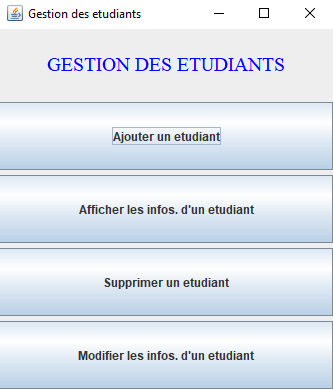 Gestion des etudiants
GESTION DES ETUDIANTS
Ajouter un etudiant
Afficher les infos. d'un etudiant
Supprimer un etudiant
Modifier les infos. d'un etudiant